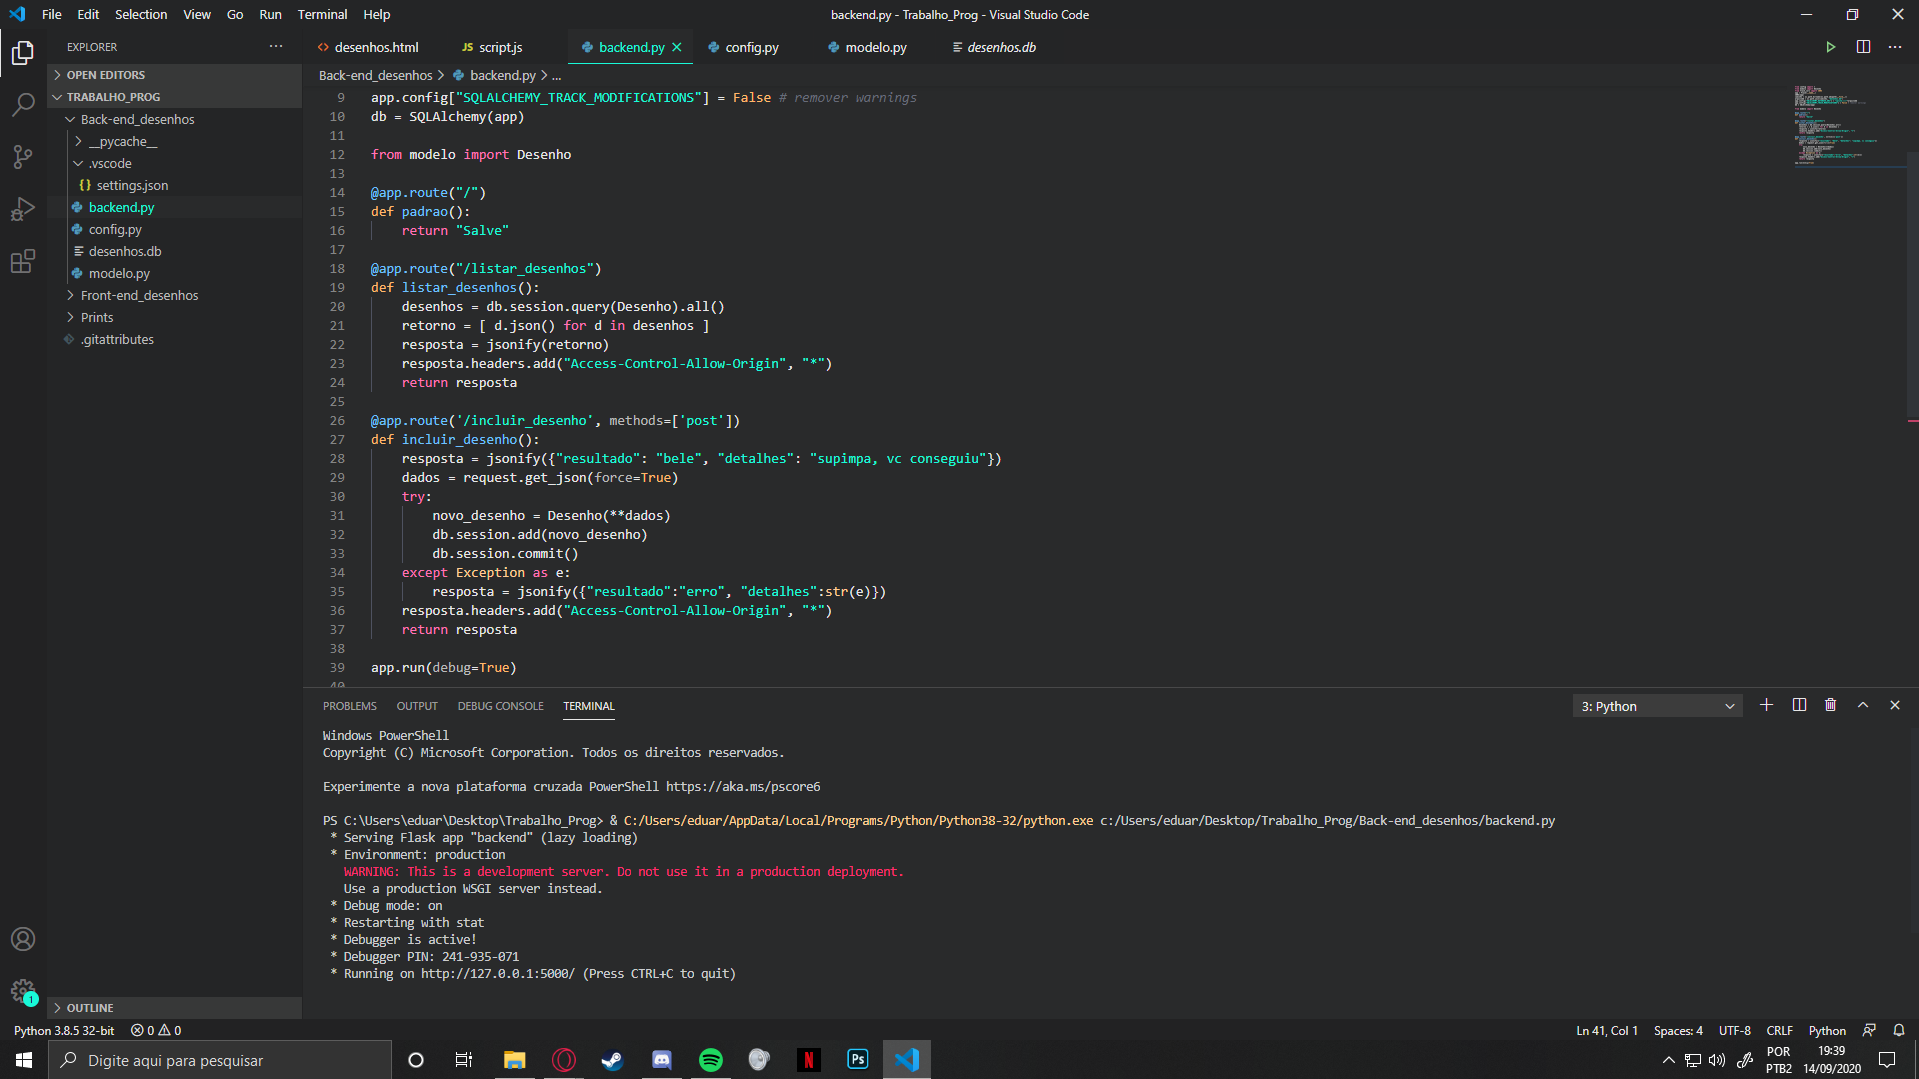 File Edit Selection View Go Run Terminal Help
backend.py - Trabalho_Prog - Visual Studio Code
EXPLORER
OPEN EDITORS
TRABALHO_PROG
Back-end_desenhos
__pycache__
.vscode
settings.json
backend.py
config.py
desenhos.db
modelo.py
Front-end_desenhos
Prints
.gitattributes
OUTLINE
desenhos.html JS script.js backend.py config.py modelo.py desenhos.db
Back-end_desenhos > backend.py > ...
9 app.config["SQLALCHEMY_TRACK_MODIFICATIONS"] = False # remover warnings
10 db = SQLAlchemy(app)
11
12 from modelo import Desenho
13
14 @app.route("/")
15 def padrao():
16 return "Salve"
17
18 @app.route("/listar_desenhos")
19 def listar_desenhos():
20 desenhos = db.session.query(Desenho).all()
21 retorno = [ d.json() for d in desenhos ]
22 resposta = jsonify(retorno)
23 resposta.headers.add("Access-Control-Allow-Origin", "*")
24 return resposta
25
26 @app.route('/incluir_desenho', methods=['post'])
27 def incluir_desenho():
28 resposta = jsonify({"resultado": "bele", "detalhes": "supimpa, vc conseguiu"})
29 dados = request.get_json(force=True)
30 try:
31 novo_desenho = Desenho(**dados)
32 db.session.add(novo_desenho)
33 db.session.commit()
34 except Exception as e:
35 resposta = jsonify({"resultado":"erro", "detalhes":str(e)})
36 resposta.headers.add("Access-Control-Allow-Origin", "*")
37 return resposta
38
39 app.run(debug=True)
40
PROBLEMS OUTPUT DEBUG CONSOLE TERMINAL
3: Python
Windows PowerShell
Copyright (C) Microsoft Corporation. Todos os direitos reservados.
Experimente a nova plataforma cruzada PowerShell https://aka.ms/pscore6
PS C:\Users\eduar\Desktop\Trabalho_Prog> & C:/Users/eduar/AppData/Local/Programs/Python/Python38-32/python.exe c:/Users/eduar/Desktop/Trabalho_Prog/Back-end_desenhos/backend.py
* Serving Flask app "backend" (lazy loading)
* Environment: production
WARNING: This is a development server. Do not use it in a production deployment.
Use a production WSGI server instead.
* Debug mode: on
* Restarting with stat
* Debugger is active!
* Debugger PIN: 241-935-071
* Running on http://127.0.0.1:5000/ (Press CTRL+C to quit)
1
Python 3.8.5 32-bit 0 0
Ln 41, Col 1 Spaces: 4 UTF-8 CRLF Python
Digite aqui para pesquisar
N
Ps
POR
PTB2
19:39
14/09/2020